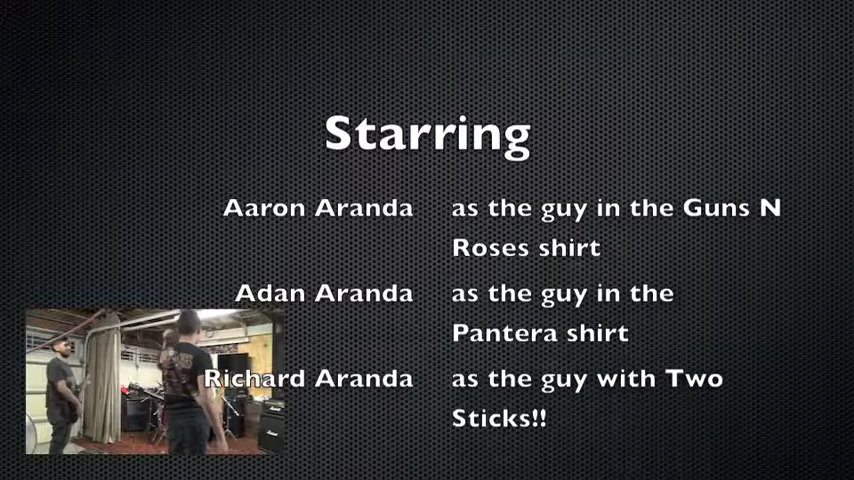 Starring
Aaron Aranda as the guy in the Guns N
Roses shirt
Adan Aranda as the guy in the
Pantera shirt
Richard Aranda as the guy with Two
Sticks!!